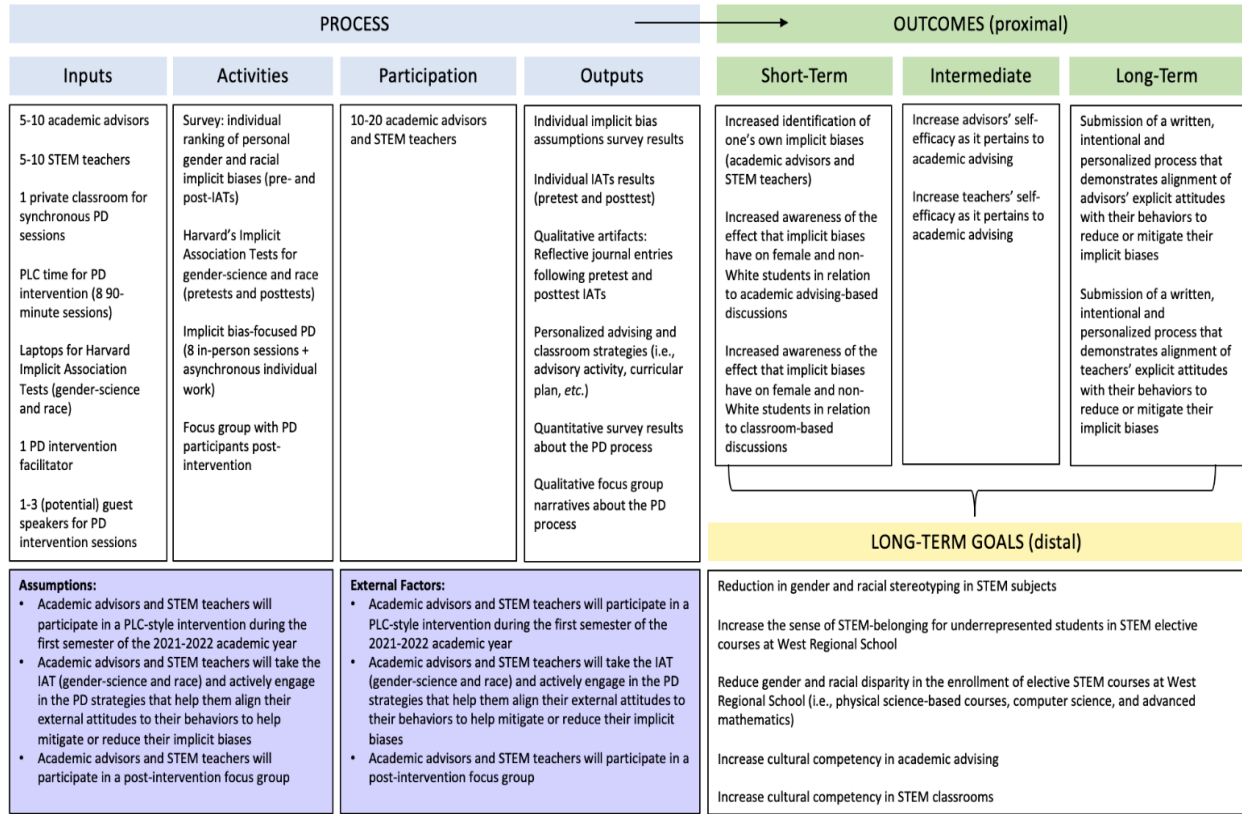 PROCESS
OUTCOMES (proximal)
Inputs
Activities
Participation
Outputs
Short-Term
Intermediate
Long-Term
5-10 academic advisors
5-10 STEM teachers
1 private classroom for
synchronous PD
sessions
PLC time for PD
intervention (8 90-
minute sessions)
Laptops for Harvard
Implicit Association
Tests (gender-science
and race)
1 PD intervention
facilitator
1-3 (potential) guest
speakers for PD
intervention sessions
Survey: individual
ranking of personal
gender and racial
implicit biases (pre- and
post-IATs)
Harvard's Implicit
Association Tests for
gender-science and race
(pretests and posttests)
Implicit bias-focused PD
(8 in-person sessions +
asynchronous individual
work)
Focus group with PD
participants post-
intervention
10-20 academic advisors
and STEM teachers
Individual implicit bias
assumptions survey results
Individual IATs results
(pretest and posttest)
Qualitative artifacts:
Reflective journal entries
following pretest and
posttest IATs
Personalized advising and
classroom strategies (i.e.,
advisory activity, curricular
plan, etc.)
Quantitative survey results
about the PD process
Qualitative focus group
narratives about the PD
process
Increased identification of
one's own implicit biases
(academic advisors and
STEM teachers)
Increased awareness of the
effect that implicit biases
have on female and non-
White students in relation
to academic advising-based
discussions
Increased awareness of the
effect that implicit biases
have on female and non-
White students in relation
to classroom-based
discussions
Increase advisors' self-
efficacy as it pertains to
academic advising
Increase teachers' self-
efficacy as it pertains to
academic advising
Submission of a written,
intentional and
personalized process that
demonstrates alignment of
advisors' explicit attitudes
with their behaviors to
reduce or mitigate their
implicit biases
Submission of a written,
intentional and
personalized process that
demonstrates alignment of
teachers' explicit attitudes
with their behaviors to
reduce or mitigate their
implicit biases
Assumptions:
• Academic advisors and STEM teachers will
participate in a PLC-style intervention during the
first semester of the 2021-2022 academic year
• Academic advisors and STEM teachers will take the
IAT (gender-science and race) and actively engage in
the PD strategies that help them align their
external attitudes to their behaviors to help
mitigate or reduce their implicit biases
• Academic advisors and STEM teachers will
participate in a post-intervention focus group
External Factors:
• Academic advisors and STEM teachers will participate in a
PLC-style intervention during the first semester of the
2021-2022 academic year
• Academic advisors and STEM teachers will take the IAT
(gender-science and race) and actively engage in the PD
strategies that help them align their external attitudes to
their behaviors to help mitigate or reduce their implicit
biases
• Academic advisors and STEM teachers will participate in a
post-intervention focus group
LONG-TERM GOALS (distal)
Reduction in gender and racial stereotyping in STEM subjects
Increase the sense of STEM-belonging for underrepresented students in STEM elective
courses at West Regional School
Reduce gender and racial disparity in the enrollment of elective STEM courses at West
Regional School (i.e., physical science-based courses, computer science, and advanced
mathematics)
Increase cultural competency in academic advising
Increase cultural competency in STEM classrooms